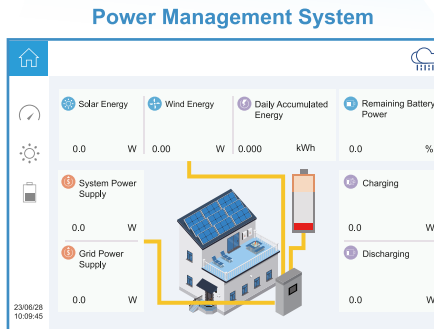 Power Management System
Solar Energy
0.0 W
Wind Energy
0.00 W
Daily Accumulated
Energy
0.000 kWh
Remaining Battery
Power
0.0 %
System Power
Supply
0.0 W
Charging
0.0 W
Grid Power
Supply
0.0 W
Discharging
0.0 W
23/06/28
10:09:45